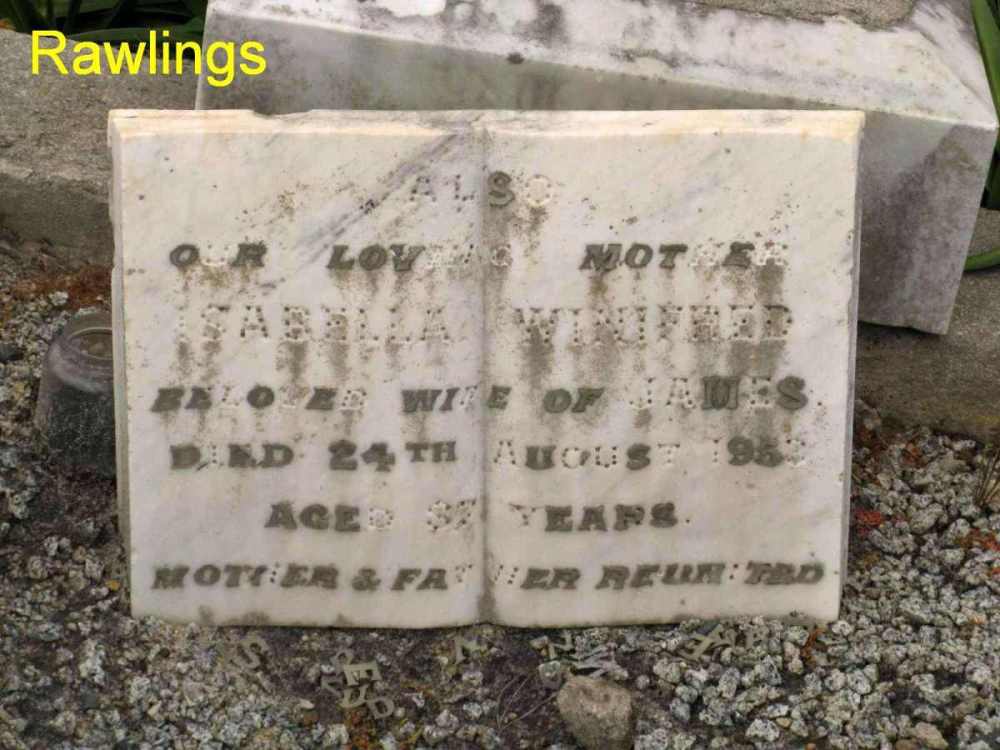 Rawlings
ALSO
OUR LOVING MOTHER
ISABELLA WINIFRED
BELOVED WIFE OF JAMES.
DIED 24TH AUGUST
AGED YEARS.
MOTHER & FATHER REUNITED